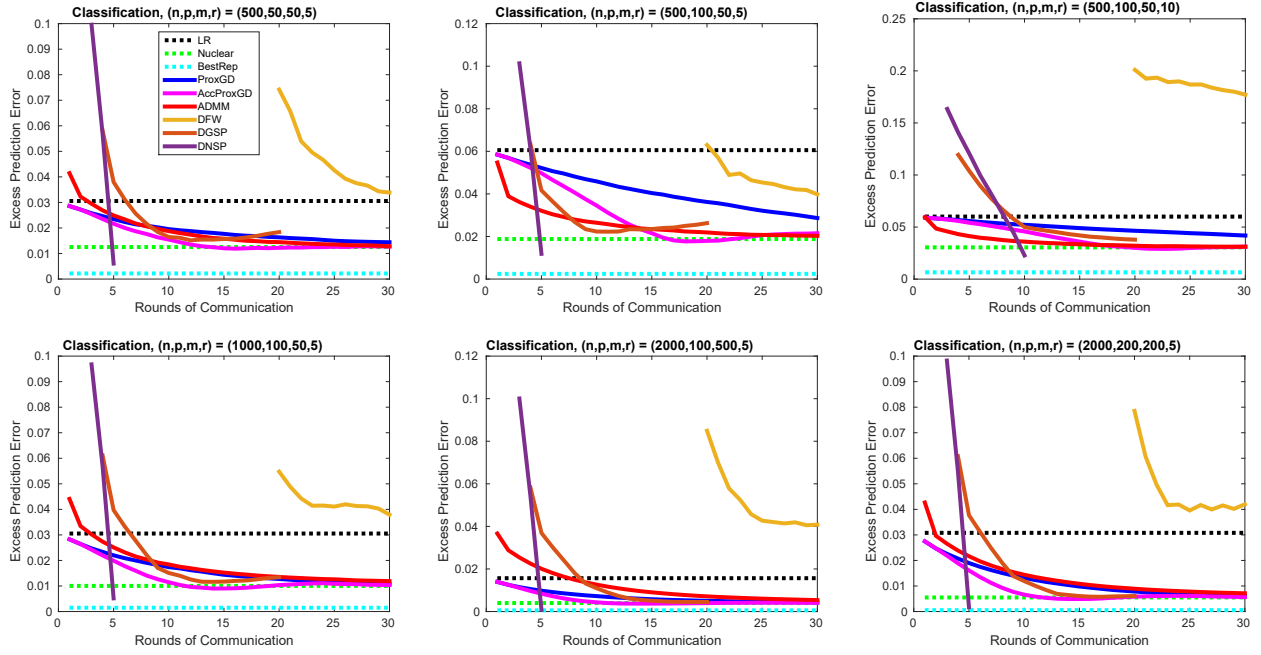 Classification, (n,p,m,r) = (500,50,50,5)
Excess Prediction Error
0.1
0.09
0.08
0.07
0.06
0.05
0.04
0.03
0.02
0.01
0
LR
Nuclear
BestRep
ProxGD
AccProxGD
ADMM
DFW
DGSP
DNSP
0 5 10 15 20 25 30
Rounds of Communication
Classification, (n,p,m,r) = (500,100,50,5)
Excess Prediction Error
0.12
0.1
0.08
0.06
0.04
0.02
0
0 5 10 15 20 25 30
Rounds of Communication
Classification, (n,p,m,r) = (500,100,50,10)
Excess Prediction Error
0.25
0.2
0.15
0.1
0.05
0
0 5 10 15 20 25 30
Rounds of Communication
Classification, (n,p,m,r) = (1000,100,50,5)
Excess Prediction Error
0.1
0.09
0.08
0.07
0.06
0.05
0.04
0.03
0.02
0.01
0
0 5 10 15 20 25 30
Rounds of Communication
Classification, (n,p,m,r) = (2000,100,500,5)
Excess Prediction Error
0.12
0.1
0.08
0.06
0.04
0.02
0
0 5 10 15 20 25 30
Rounds of Communication
Classification, (n,p,m,r) = (2000,200,200,5)
Excess Prediction Error
0.1
0.09
0.08
0.07
0.06
0.05
0.04
0.03
0.02
0.01
0
0 5 10 15 20 25 30
Rounds of Communication